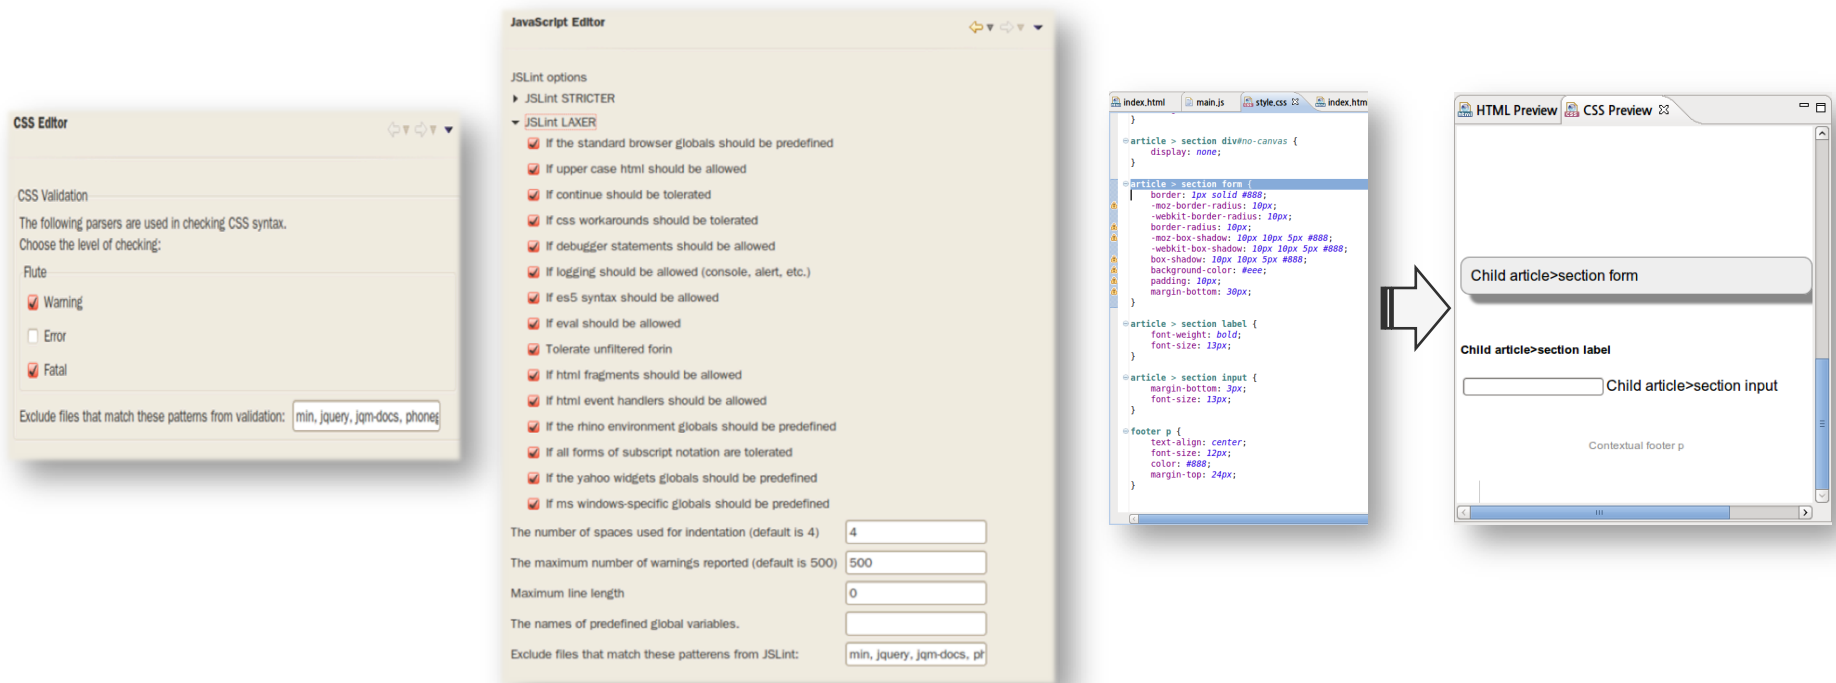 CSS Editor
CSS Validation
The following parsers are used in checking CSS syntax.
Choose the level of checking:
Flute
Warning
Error
Fatal
Exclude files that match these patterns from validation: min, jquery, jqm-docs, phoneg
JavaScript Editor
JSLint options
JSLint STRICTER
JSLint LAXER
If the standard browser globals should be predefined
If upper case html should be allowed
If continue should be tolerated
If css workarounds should be tolerated
If debugger statements should be allowed
If logging should be allowed (console, alert, etc.)
If es5 syntax should be allowed
If eval should be allowed
Tolerate unfiltered forin
If html fragments should be allowed
If html event handlers should be allowed
If the rhino environment globals should be predefined
If all forms of subscript notation are tolerated
If the yahoo widgets globals should be predefined
If ms windows-specific globals should be predefined
The number of spaces used for indentation (default is 4) 4
The maximum number of warnings reported (default is 500) 500
Maximum line length 0
The names of predefined global variables.
Exclude files that match these patterens from JSLint: min, jquery, jqm-docs, ph
index.html main.js style.css index.htm
}
article > section div#no-canvas {
display: none;
}
article > section form {
border: 1px solid #888;
-moz-border-radius: 10px;
-webkit-border-radius: 10px;
border-radius: 10px;
-moz-box-shadow: 10px 10px 5px #888;
-webkit-box-shadow: 10px 10px 5px #888;
box-shadow: 10px 10px 5px #888;
background-color: #eee;
padding: 10px;
margin-bottom: 30px;
}
article > section label {
font-weight: bold;
font-size: 13px;
}
article > section input {
margin-bottom: 3px;
font-size: 13px;
}
footer p {
text-align: center;
font-size: 12px;
color: #888;
margin-top: 24px;
}
HTML Preview CSS Preview
Child article>section form
Child article>section label
Child article>section input
Contextual footer p